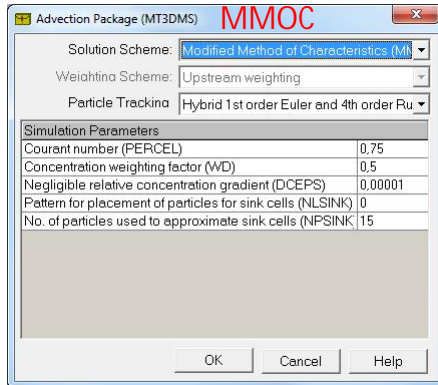 Advection Package (MT3DMS) MMOC
Solution Scheme: Modified Method of Characteristics (MM
Weighting Scheme: Upstream weighting
Particle Tracking Hybrid 1st order Euler and 4th order Ru
Simulation Parameters
Courant number (PERCEL) 0,75
Concentration weighting factor (WD) 0,5
Negligible relative concentration gradient (DCEPS) 0,00001
Pattern for placement of particles for sink cells (NLSINK) 0
No. of particles used to approximate sink cells (NPSINK 15
OK Cancel Help